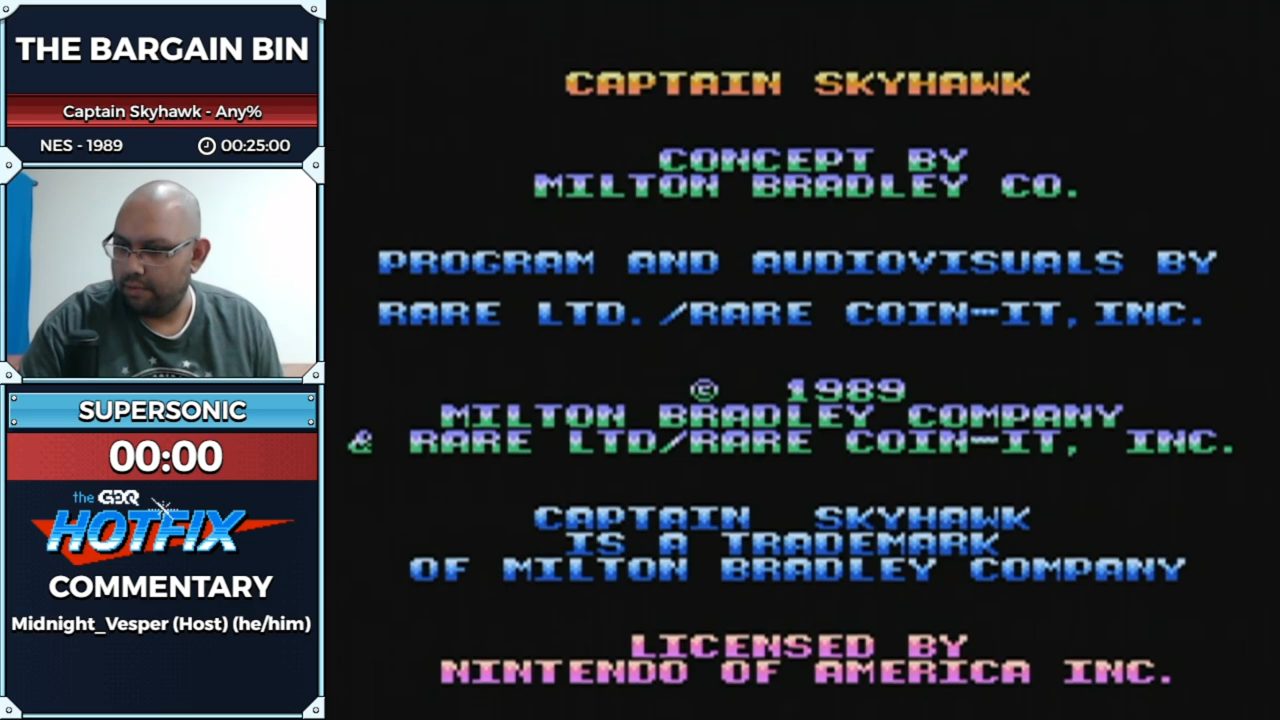 THE BARGAIN BIN
Captain Skyhawk - Any%
NES - 1989
00:25:00
SUPERSONIC
00:00
the GDQ
HOTFIX
COMMENTARY
Midnight_Vesper (Host) (he/him)
CAPTAIN SKYHAWK
CONCEPT BY
MILTON BRADLEY CO.
PROGRAM AND AUDIOVISUALS BY
RARE LTD./RARE COIN-IT, INC.
© 1989
MILTON BRADLEY COMPANY
& RARE LTD/RARE COIN-IT, INC.
CAPTAIN SKYHAWK
IS A TRADEMARK
OF MILTON BRADLEY COMPANY
LICENSED BY
NINTENDO OF AMERICA INC.